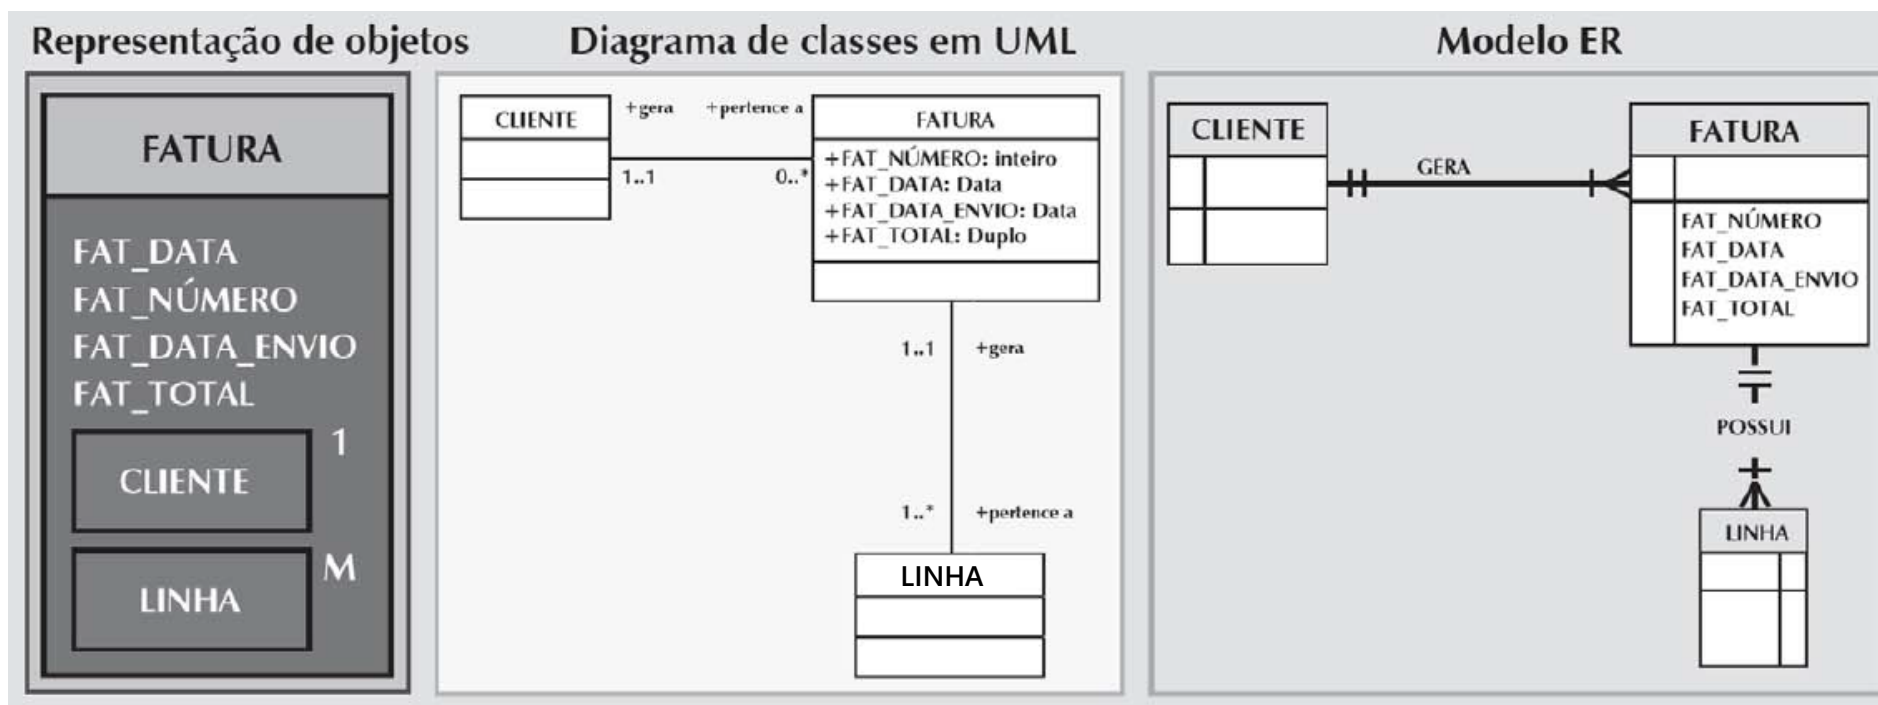 Representação de objetos
FATURA
FAT_DATA
FAT_NÚMERO
FAT_DATA_ENVIO
FAT_TOTAL
CLIENTE
1
LINHA
M
Diagrama de classes em UML
CLIENTE
+gera
+pertence a
1..1
0..*
FATURA
+FAT_NÚMERO: inteiro
+FAT_DATA: Data
+FAT_DATA_ENVIO: Data
+FAT_TOTAL: Duplo
1..1
+gera
1..*
+pertence a
LINHA
Modelo ER
CLIENTE
GERA
FATURA
FAT_NÚMERO
FAT_DATA
FAT_DATA_ENVIO
FAT_TOTAL
POSSUI
LINHA